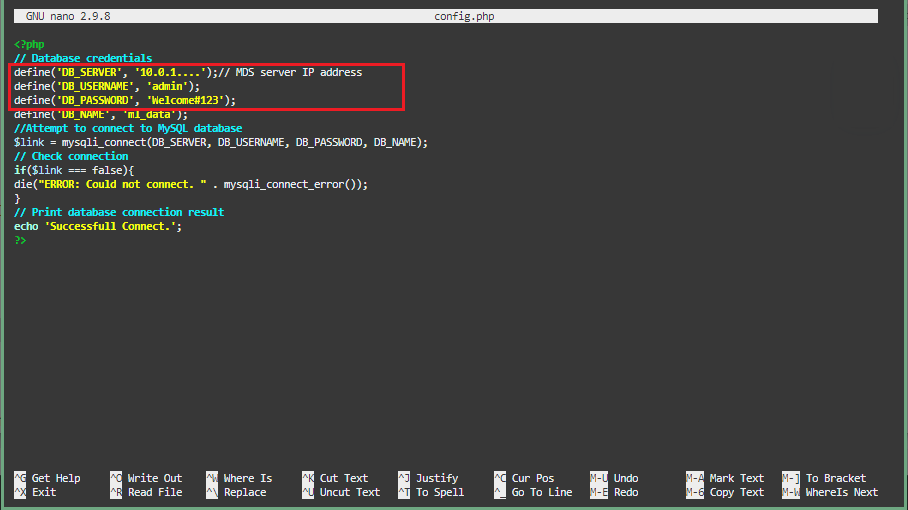 GNU nano 2.9.8 config.php
<?php
// Database credentials
define('DB_SERVER', '10.0.1....');// MDS server IP address
define('DB_USERNAME', 'admin');
define('DB_PASSWORD', 'Welcome#123');
define('DB_NAME', 'ml_data');
//Attempt to connect to MySQL database
$link = mysqli_connect(DB_SERVER, DB_USERNAME, DB_PASSWORD, DB_NAME);
// Check connection
if($link === false){
die("ERROR: Could not connect. " . mysqli_connect_error());
}
// Print database connection result
echo 'Successfull Connect.';
?>
^G Get Help ^O Write Out ^W Where Is ^K Cut Text ^J Justify ^C Cur Pos M-U Undo M-A Mark Text M-] To Bracket
^X Exit ^R Read File ^\ Replace ^U Uncut Text ^T To Spell ^_ Go To Line M-E Redo M-6 Copy Text M-W WhereIs Next